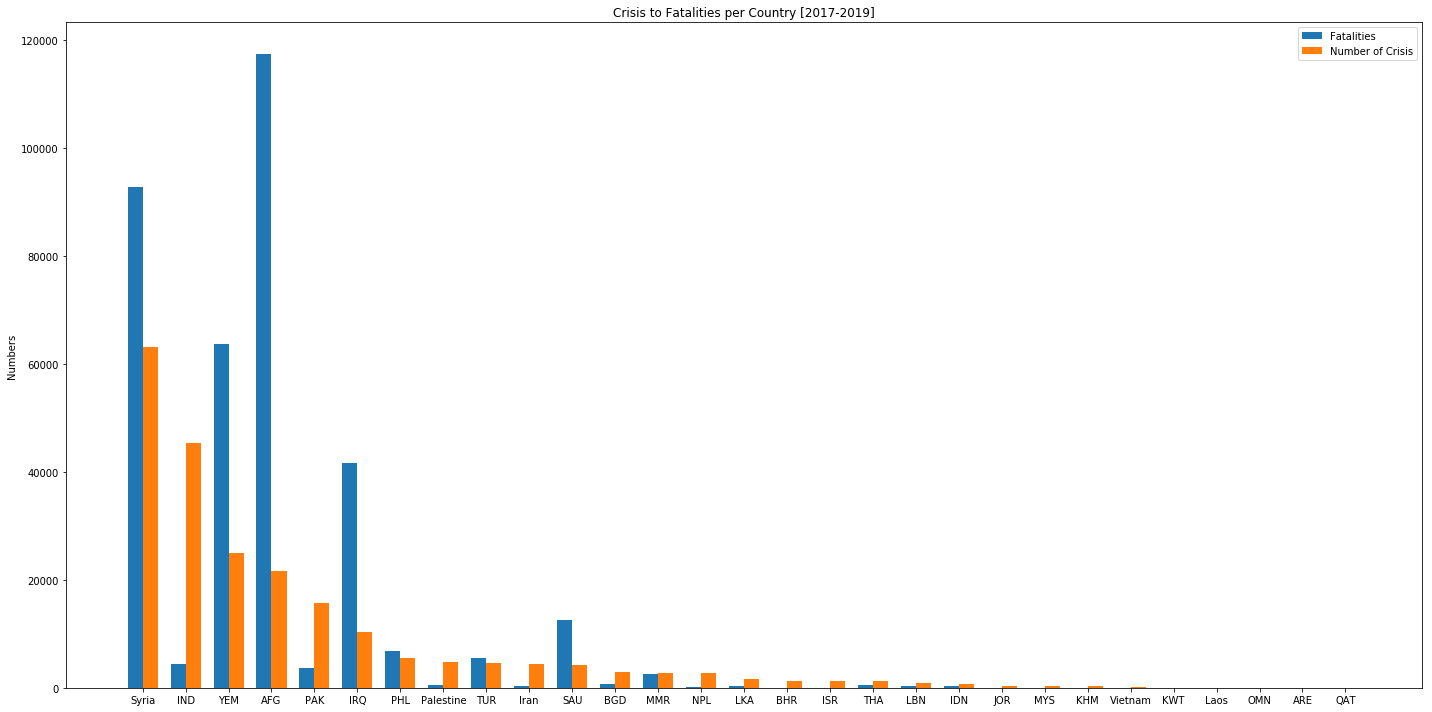 Crisis to Fatalities per Country [2017-2019]
Fatalities
Number of Crisis
120000
100000
80000
60000
40000
20000
0
Numbers
Syria IND YEM AFG PAK IRQ PHL Palestine TUR Iran SAU BGD MMR NPL LKA BHR ISR THA LBN IDN JOR MYS KHM Vietnam KWT Laos OMN ARE QAT